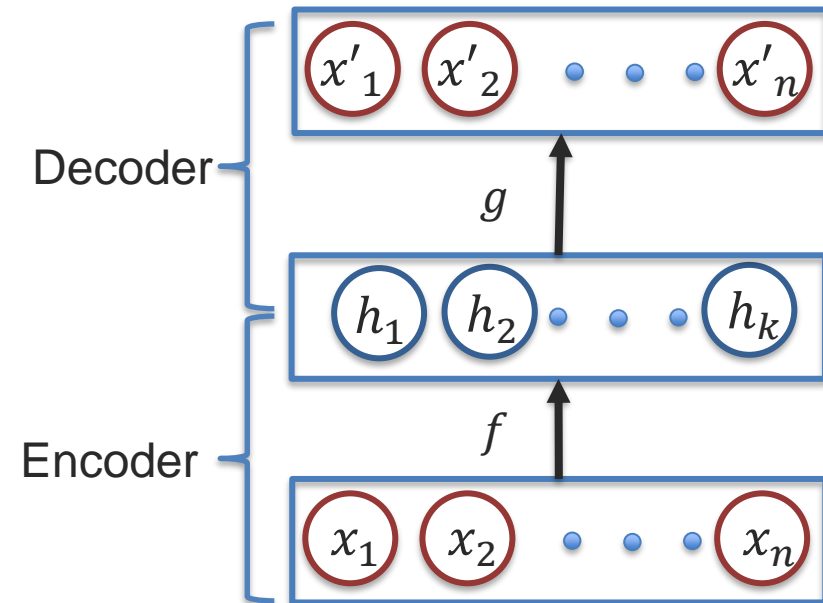 x'₁ x'₂ x'ₙ
Decoder
g
h₁ h₂ hₖ
f
Encoder
x₁ x₂ xₙ